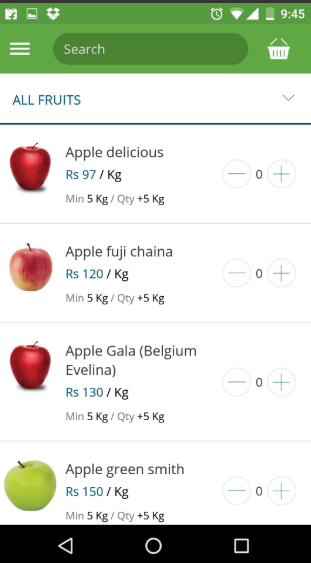 9:45
Search
ALL FRUITS
Apple delicious
Rs 97 / Kg
0
Min 5 Kg / Qty +5 Kg
Apple fuji chaina
Rs 120 / Kg
0
Min 5 Kg / Qty +5 Kg
Apple Gala (Belgium
Evelina)
Rs 130 / Kg
0
Min 5 Kg / Qty +5 Kg
Apple green smith
Rs 150 / Kg
0
Min 5 Kg / Qty +5 Kg